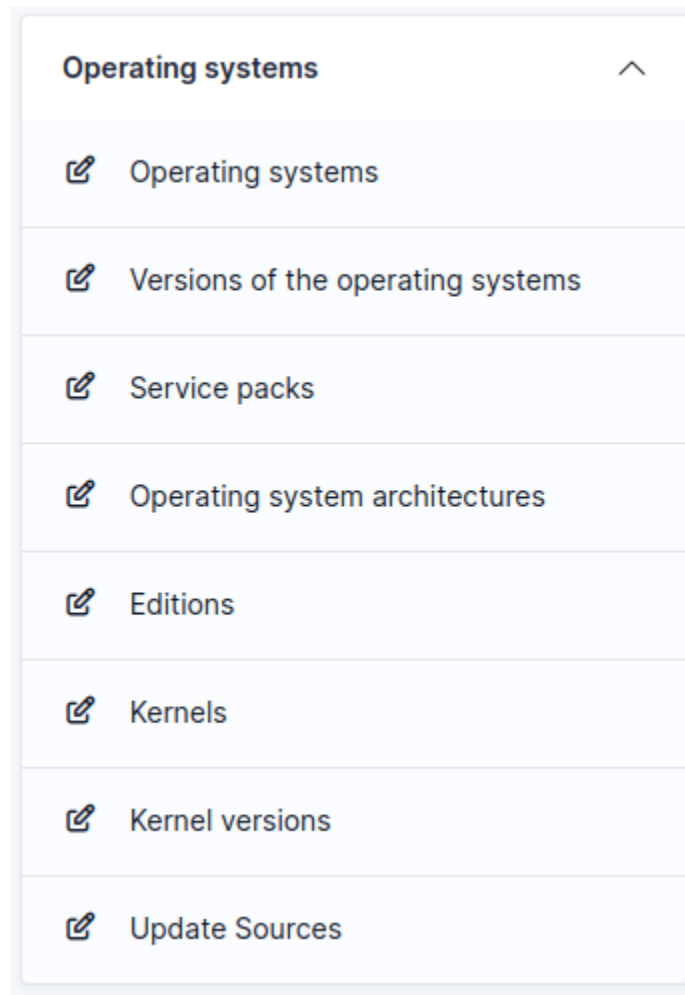 Operating systems
Operating systems
Versions of the operating systems
Service packs
Operating system architectures
Editions
Kernels
Kernel versions
Update Sources